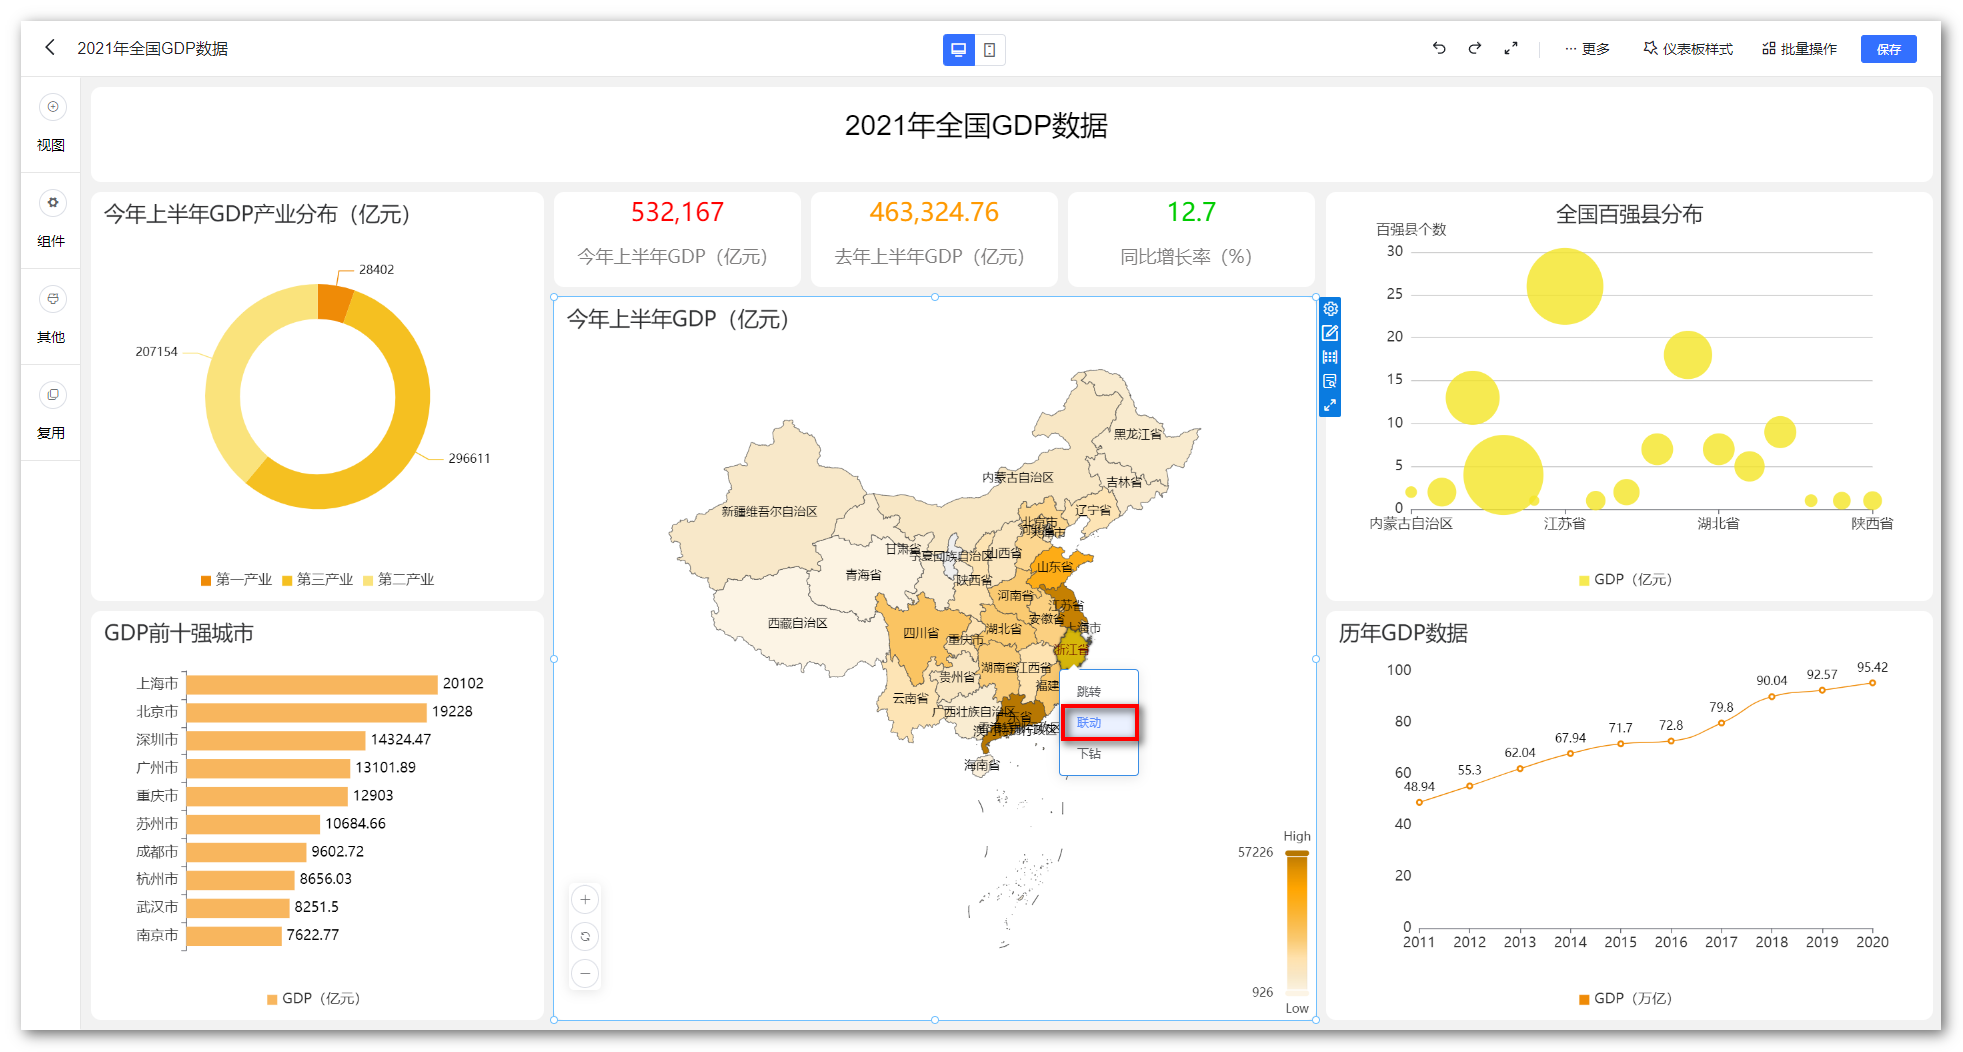 2021年全国GDP数据
更多
仪表板样式
批量操作
保存
视图
组件
其他
复用
2021年全国GDP数据
今年上半年GDP产业分布（亿元）
28402
207154
296611
第一产业 第三产业 第二产业
532,167
今年上半年GDP（亿元）
463,324.76
去年上半年GDP（亿元）
12.7
同比增长率（%）
全国百强县分布
百强县个数
30
25
20
15
10
5
0
内蒙古自治区 江苏省 湖北省 陕西省
GDP（亿元）
今年上半年GDP（亿元）
黑龙江省
内蒙古自治区
吉林省
新疆维吾尔自治区
辽宁省
北京市
甘肃省
宁夏回族自治区
山西省
山东省
青海省
陕西省
河南省
江苏省
西藏自治区
安徽省
四川省
湖北省
重庆市
浙江省
湖南省
江西省
贵州省
福建
云南省
广西壮族自治区
海南省
跳转
联动
下钻
High
57226
926
Low
GDP前十强城市
上海市 20102
北京市 19228
深圳市 14324.47
广州市 13101.89
重庆市 12903
苏州市 10684.66
成都市 9602.72
杭州市 8656.03
武汉市 8251.5
南京市 7622.77
GDP（亿元）
历年GDP数据
100
80
60
40
20
0
48.94
55.3
62.04
67.94
71.7
72.8
79.8
90.04
92.57
95.42
2011 2012 2013 2014 2015 2016 2017 2018 2019 2020
GDP（万亿）